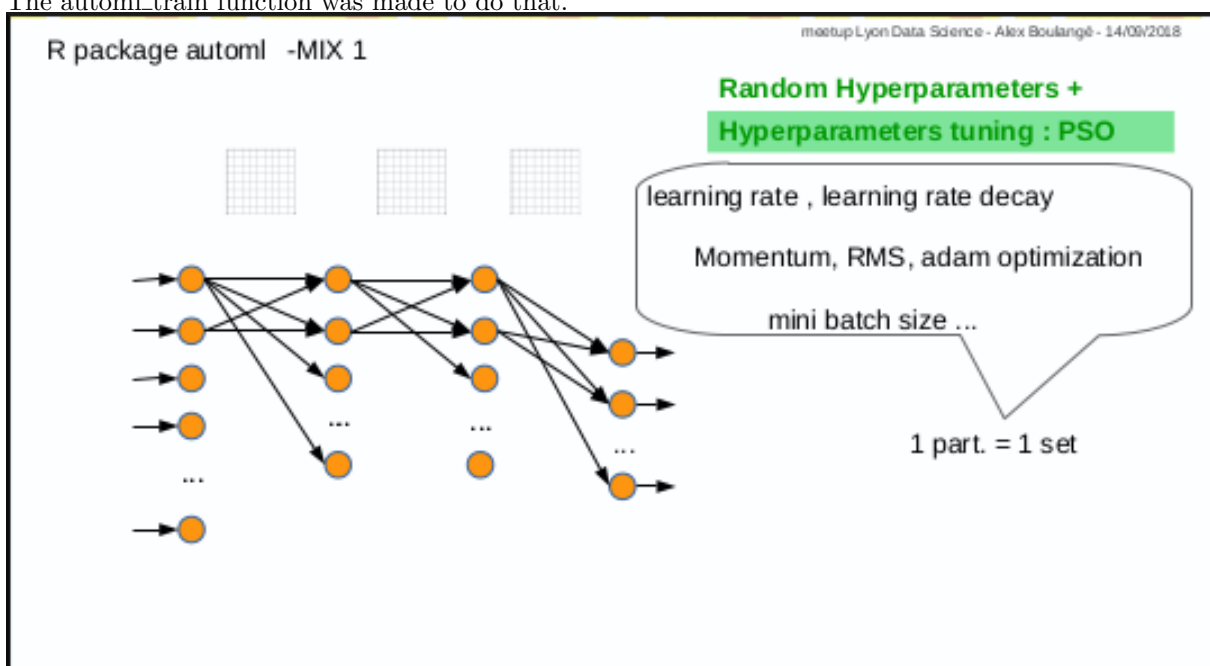 The automl_train function was made to do that.
meetup Lyon Data Science - Alex Boulangé - 14/09/2018
R package automl -MIX 1
Random Hyperparameters +
Hyperparameters tuning : PSO
learning rate , learning rate decay
Momentum, RMS, adam optimization
mini batch size ...
1 part. = 1 set
...
...
...
...